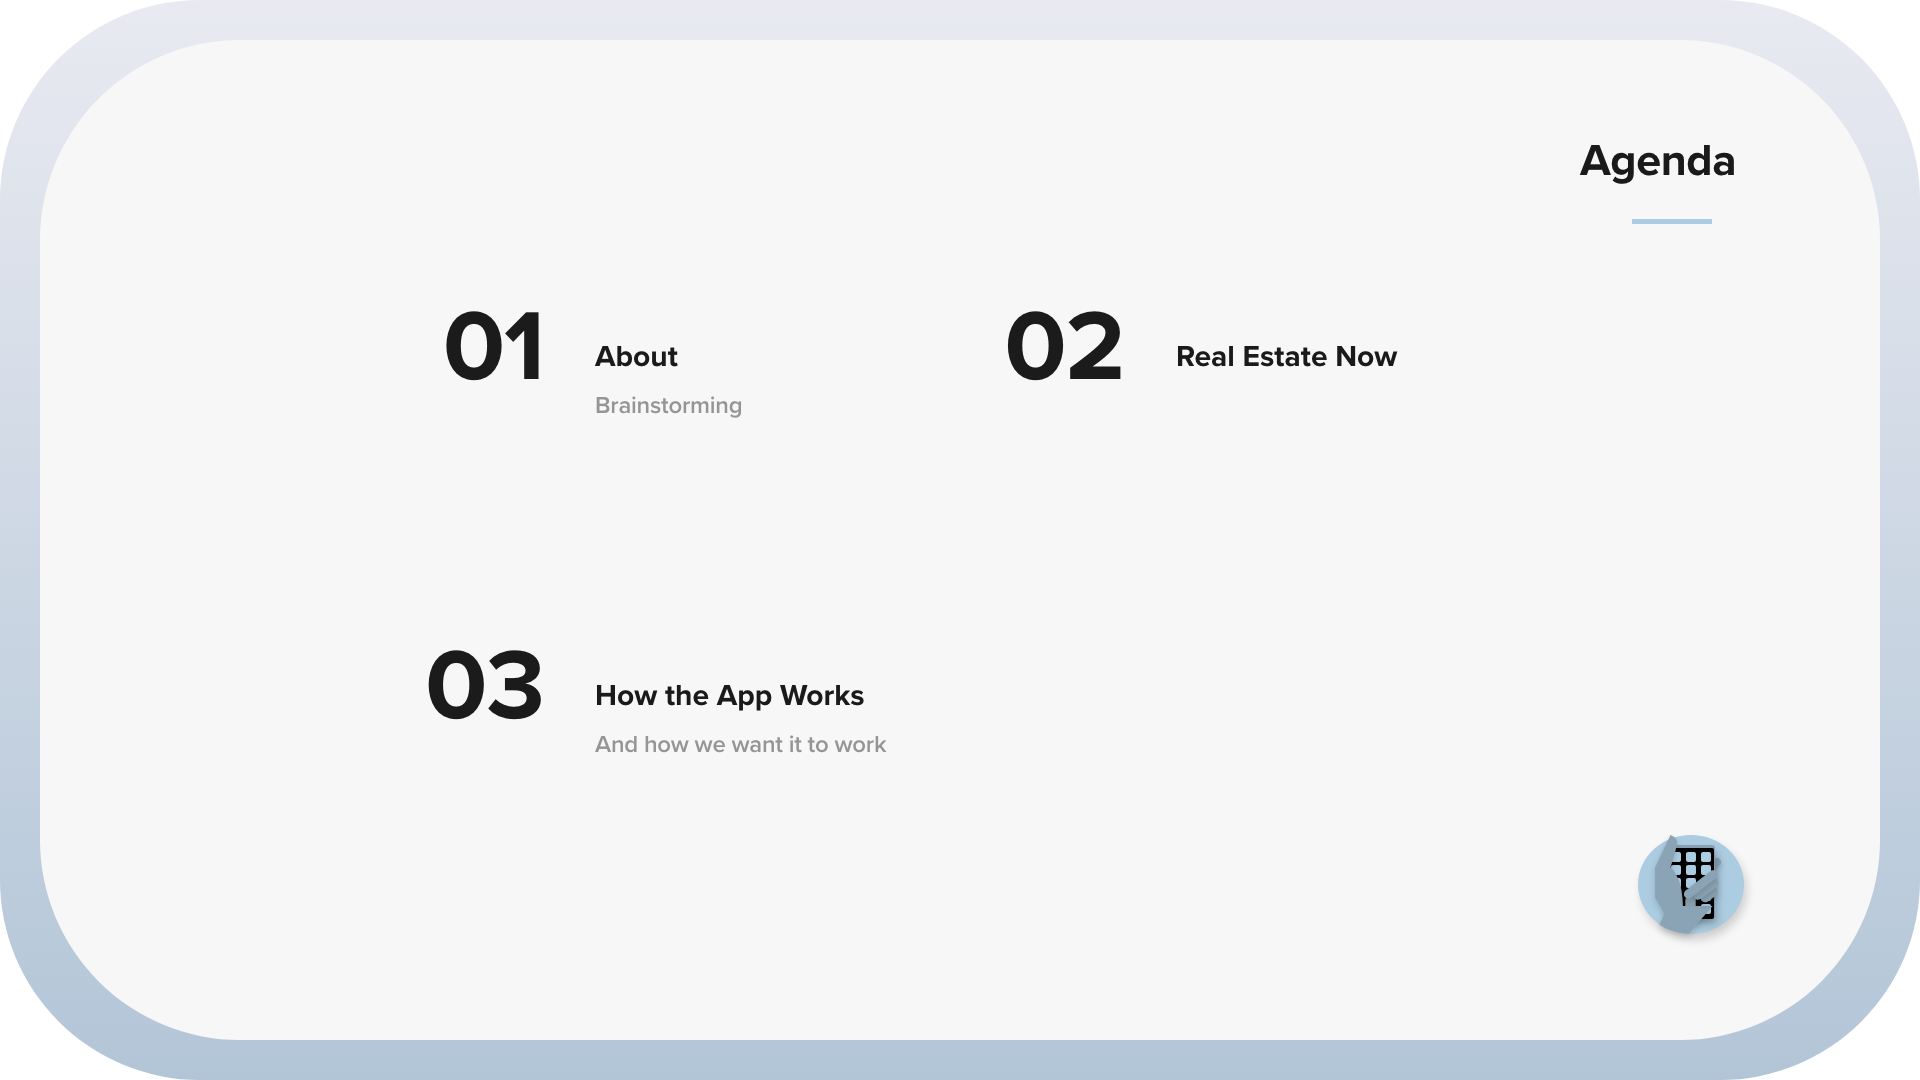 Agenda
01
About
Brainstorming
02
Real Estate Now
03
How the App Works
And how we want it to work